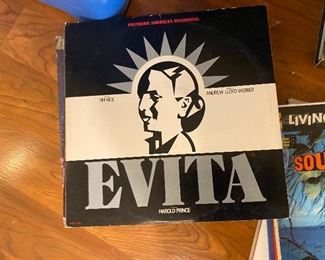 PREMIERE AMERICAN RECORDING
TIM RICE
ANDREW LLOYD WEBBER
EVITA
HAROLD PRINCE
LIVING
SOU